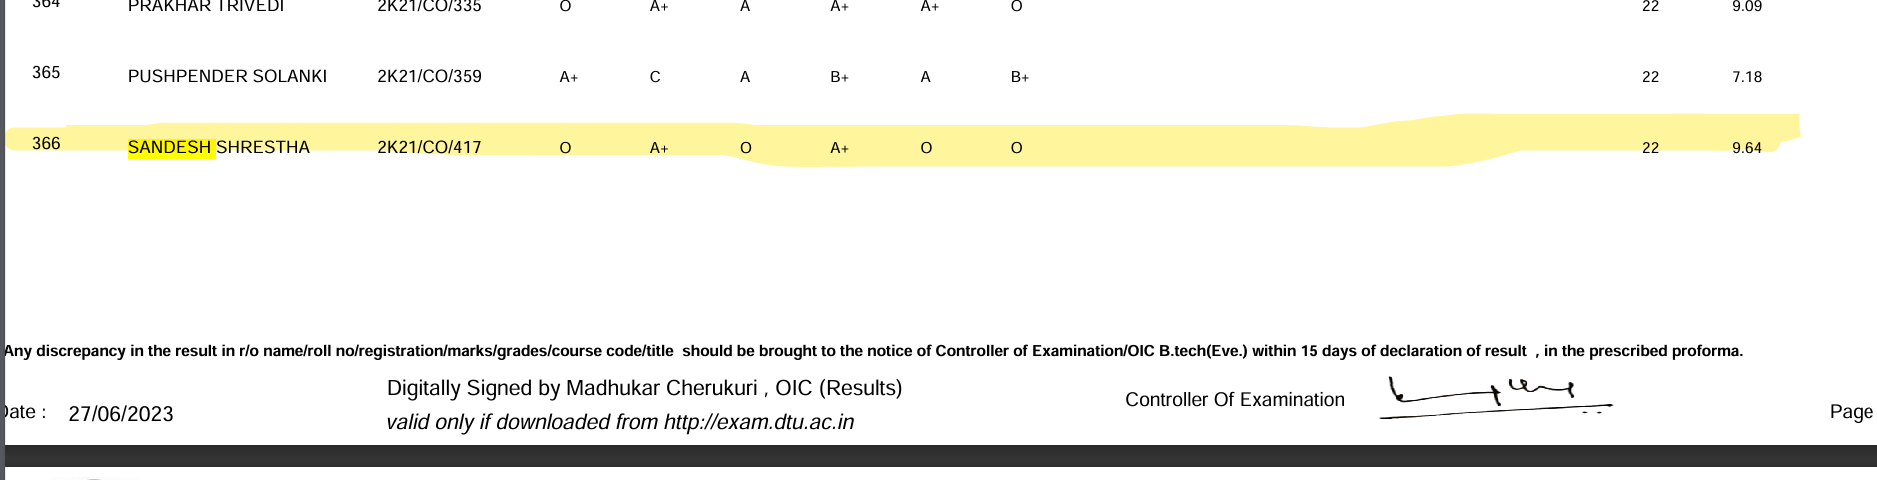 364 PRAKHAR TRIVEDI 2K21/CO/335 O A+ A A+ A+ O 22 9.09
365 PUSHPENDER SOLANKI 2K21/CO/359 A+ C A B+ A B+ 22 7.18
366 SANDESH SHRESTHA 2K21/CO/417 O A+ O A+ O O 22 9.64
Any discrepancy in the result in r/o name/roll no/registration/marks/grades/course code/title should be brought to the notice of Controller of Examination/OIC B.tech(Eve.) within 15 days of declaration of result , in the prescribed proforma.
Digitally Signed by Madhukar Cherukuri , OIC (Results)
Controller Of Examination
Date : 27/06/2023
valid only if downloaded from http://exam.dtu.ac.in
Page